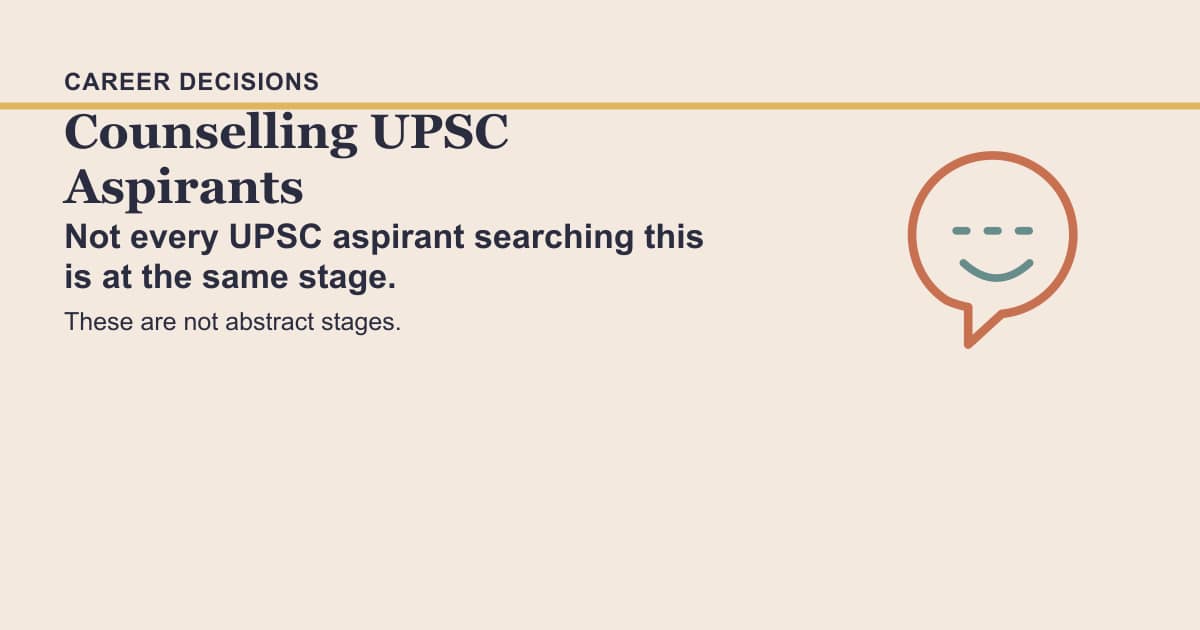 CAREER DECISIONS
Counselling UPSC
Aspirants
Not every UPSC aspirant searching this
is at the same stage.
These are not abstract stages.